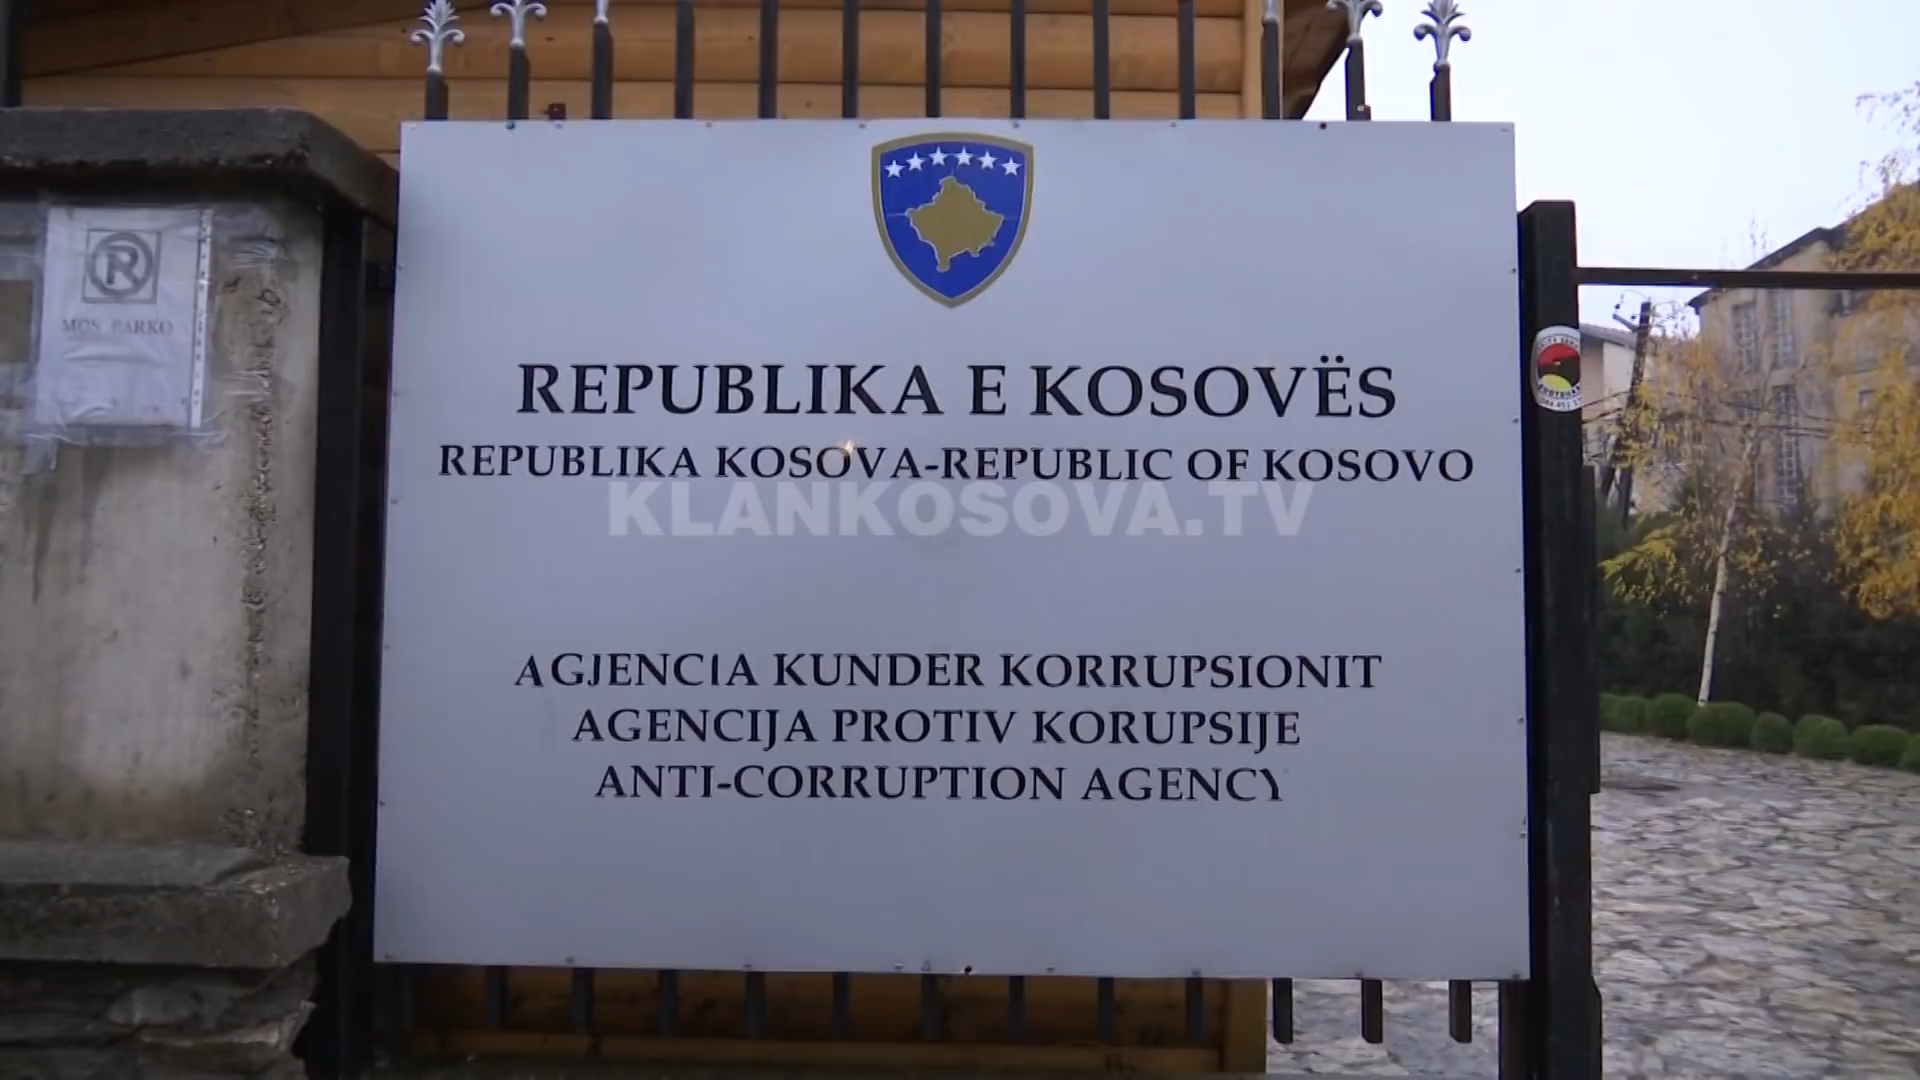 REPUBLIKA E KOSOVËS
REPUBLIKA KOSOVA-REPUBLIC OF KOSOVO
KLANKOSOVA.TV
AGJENCIA KUNDER KORRUPSIONIT
AGENCIJA PROTIV KORUPSIJE
ANTI-CORRUPTION AGENCY
R
MOS PARKO